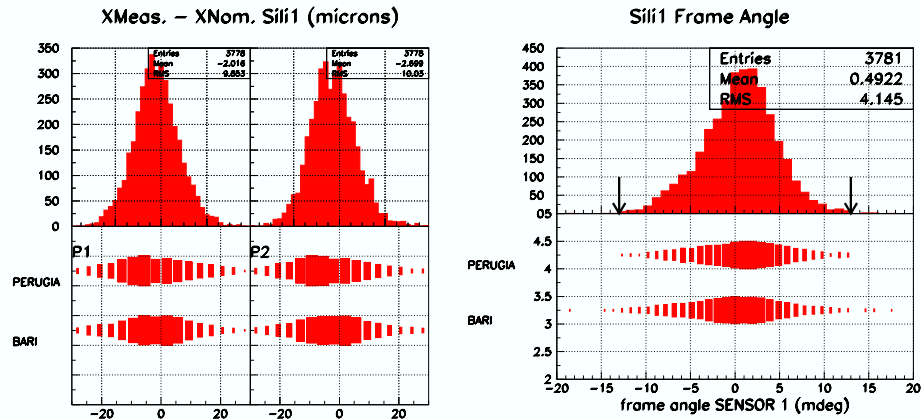 XMeas. - XNom. Sili1 (microns)
Sili1 Frame Angle
350
300
250
200
150
100
50
0
Entries 3778
Mean -2.016
RMS 9.853
Entries 3778
Mean -2.699
RMS 10.03
P1
P2
PERUGIA
BARI
-20 0 20
-20 0 20
450
400
350
300
250
200
150
100
50
05
Entries 3781
Mean 0.4922
RMS 4.145
4.5
4
3.5
3
2.5
2
PERUGIA
BARI
-20 -15 -10 -5 0 5 10 15 20
frame angle SENSOR 1 (mdeg)